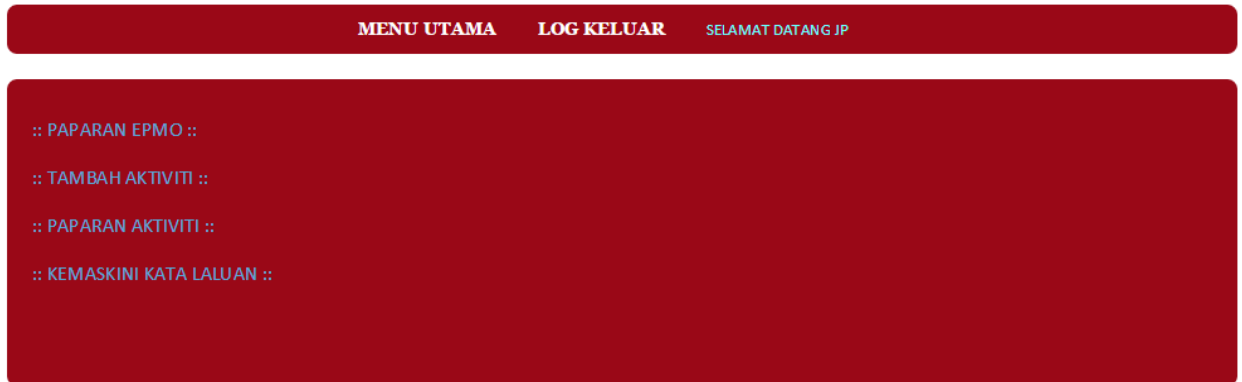 MENU UTAMA LOG KELUAR SELAMAT DATANG JP
:: PAPARAN EPMO ::
:: TAMBAH AKTIVITI ::
:: PAPARAN AKTIVITI ::
:: KEMASKINI KATA LALUAN ::